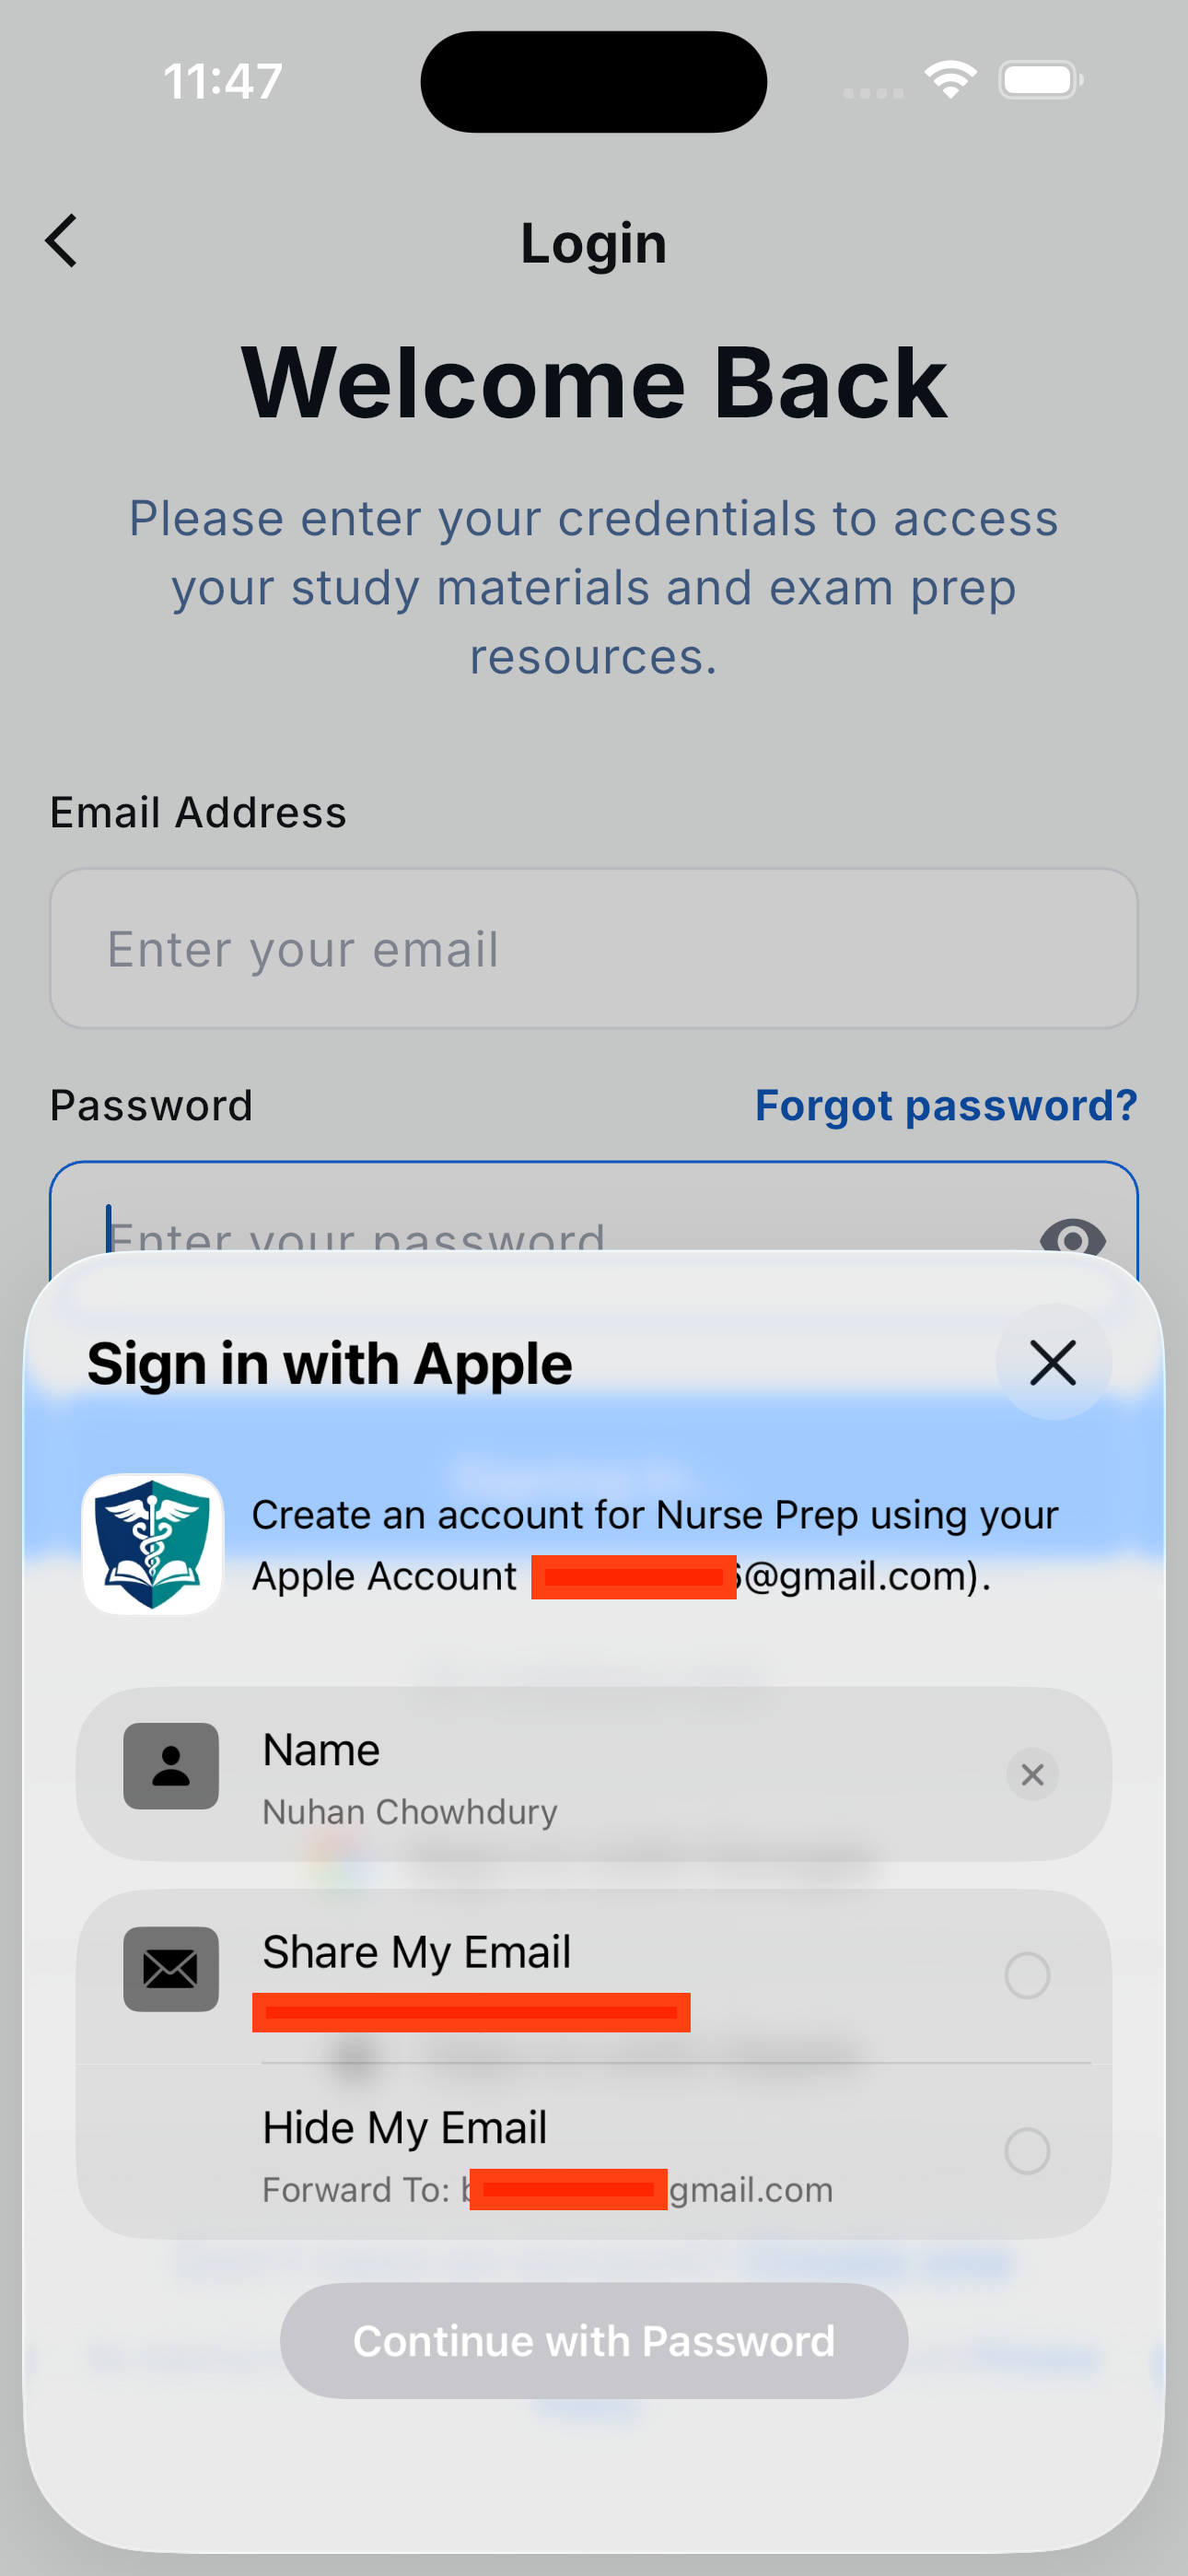 11:47
Login
Welcome Back
Please enter your credentials to access
your study materials and exam prep
resources.
Email Address
Enter your email
Password
Forgot password?
Enter your password
Sign in with Apple
Create an account for Nurse Prep using your
Apple Account @gmail.com).
Name
Nuhan Chowhdury
Share My Email
Hide My Email
Forward To: gmail.com
Continue with Password